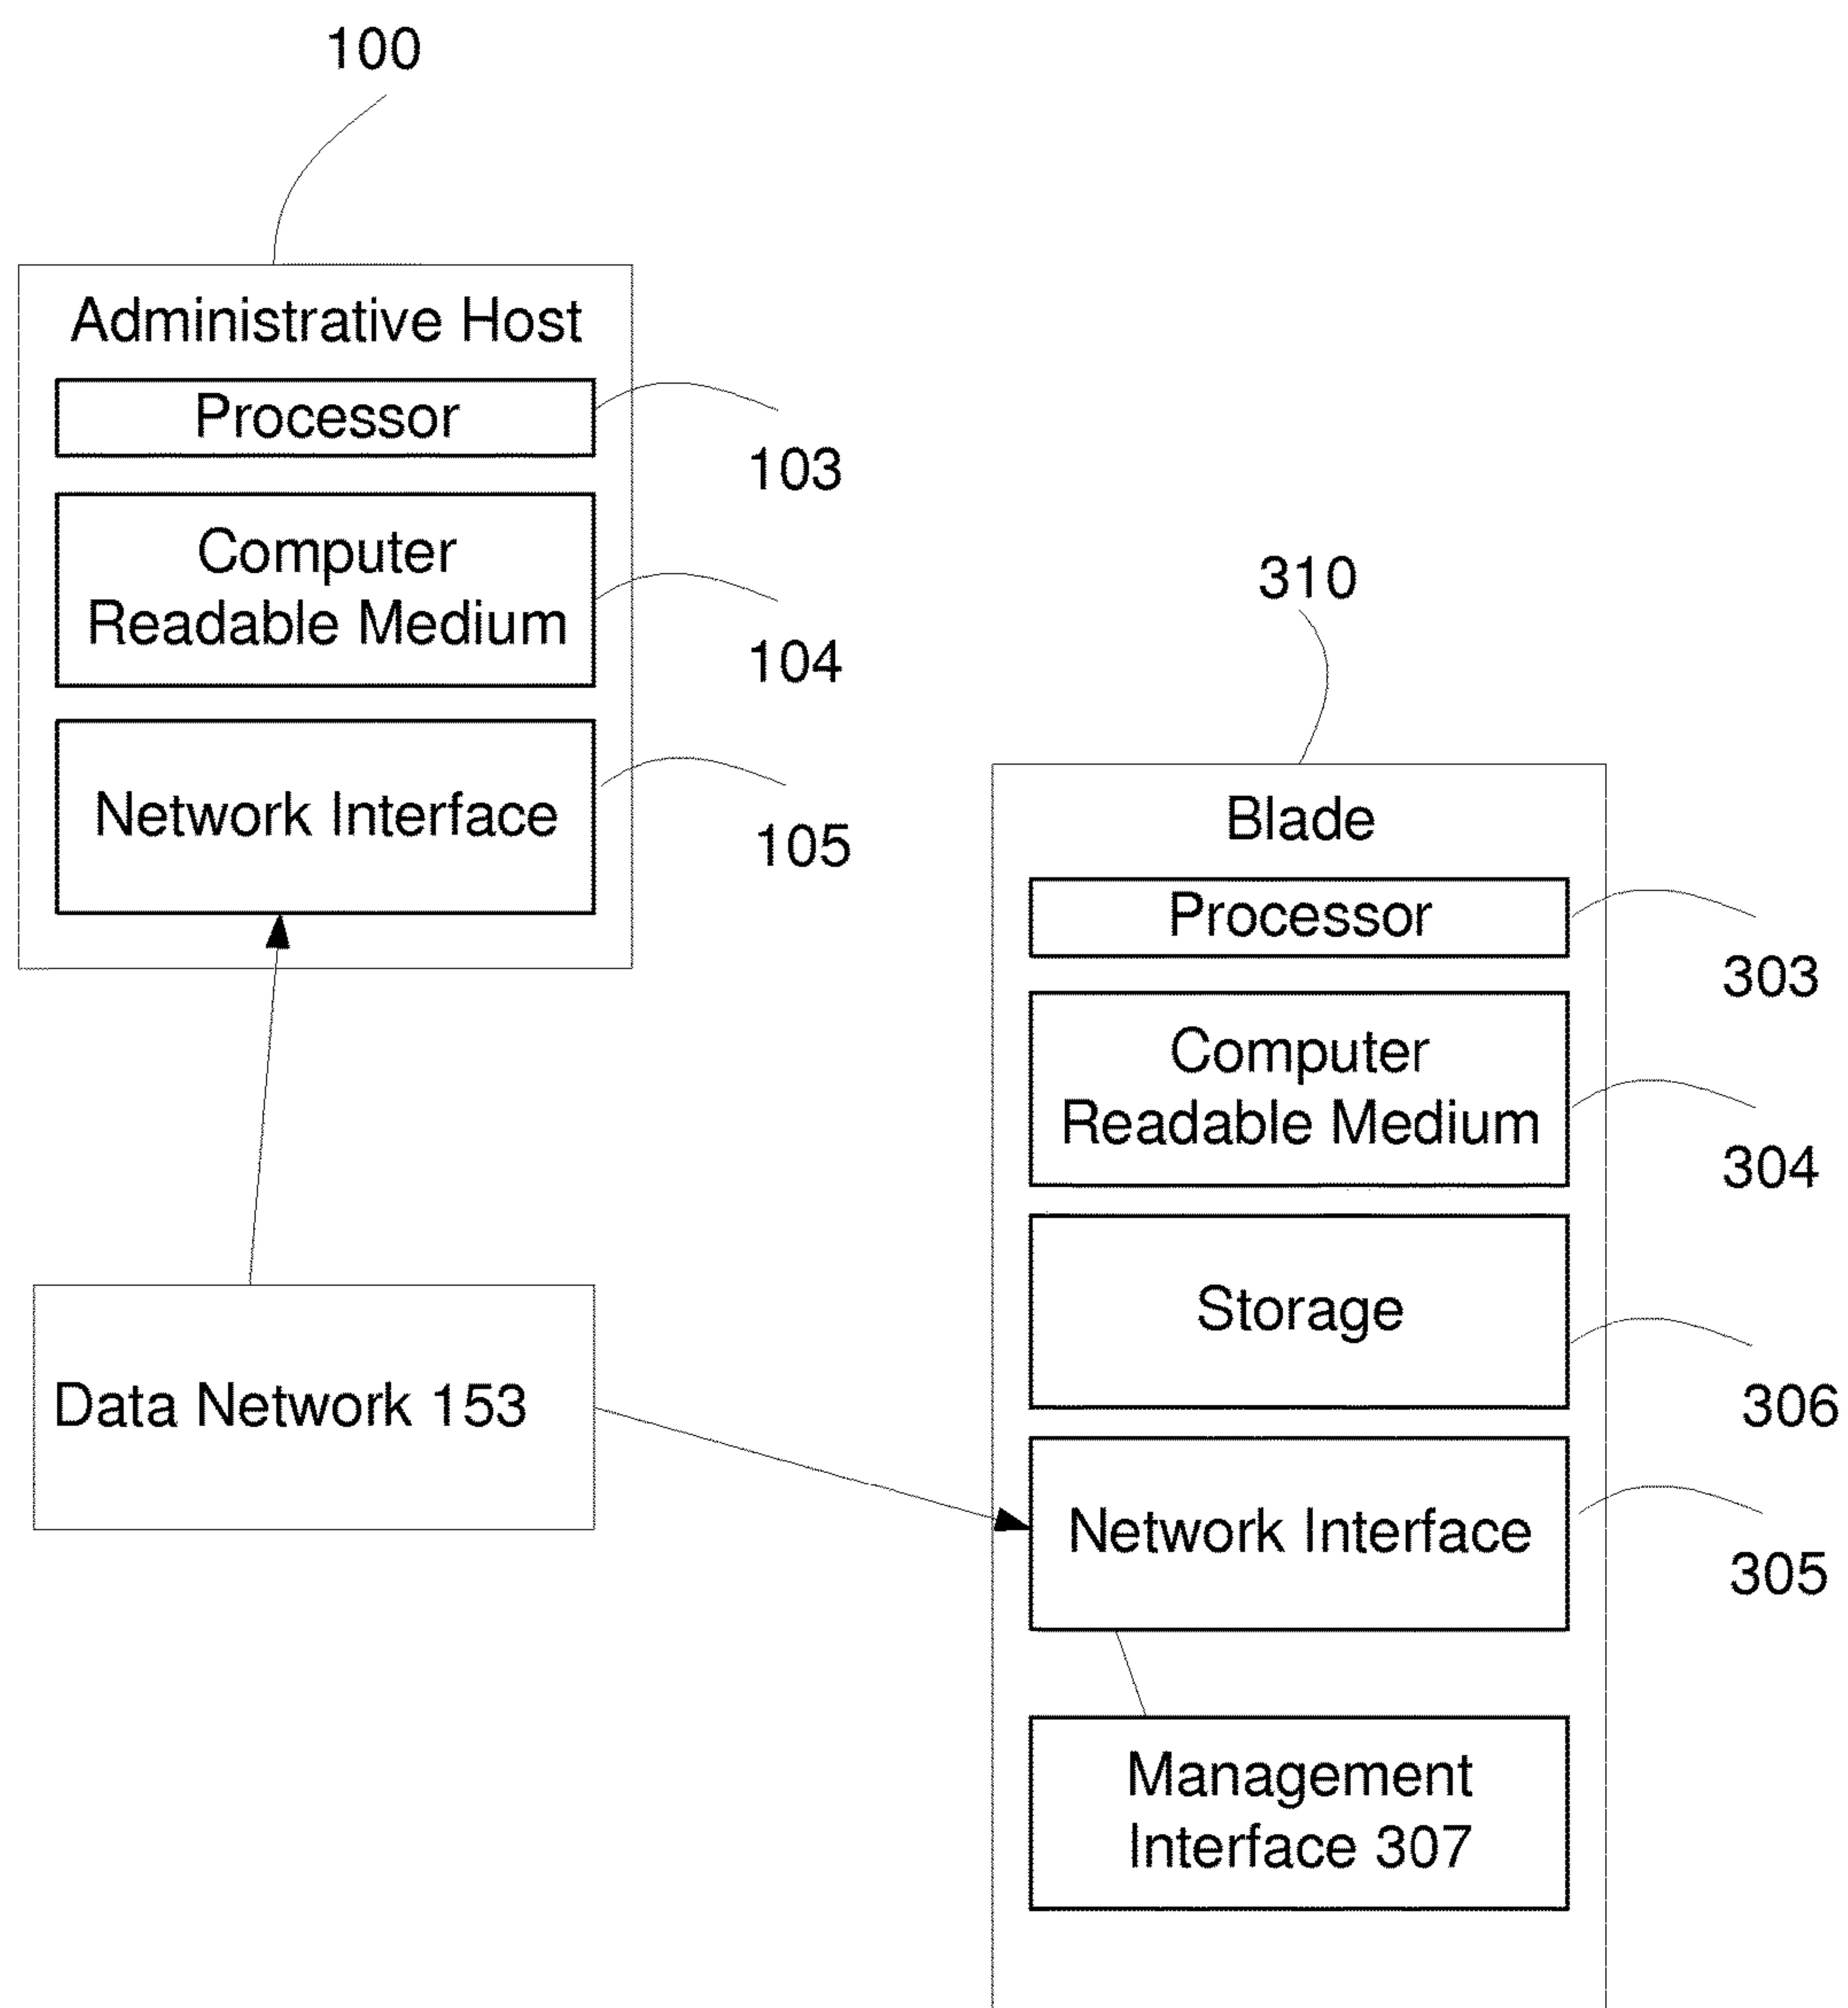 100
Administrative Host
Processor
103
Computer
Readable Medium
104
Network Interface
105
310
Blade
Processor
303
Computer
Readable Medium
304
Storage
306
Data Network 153
Network Interface
305
Management
Interface 307